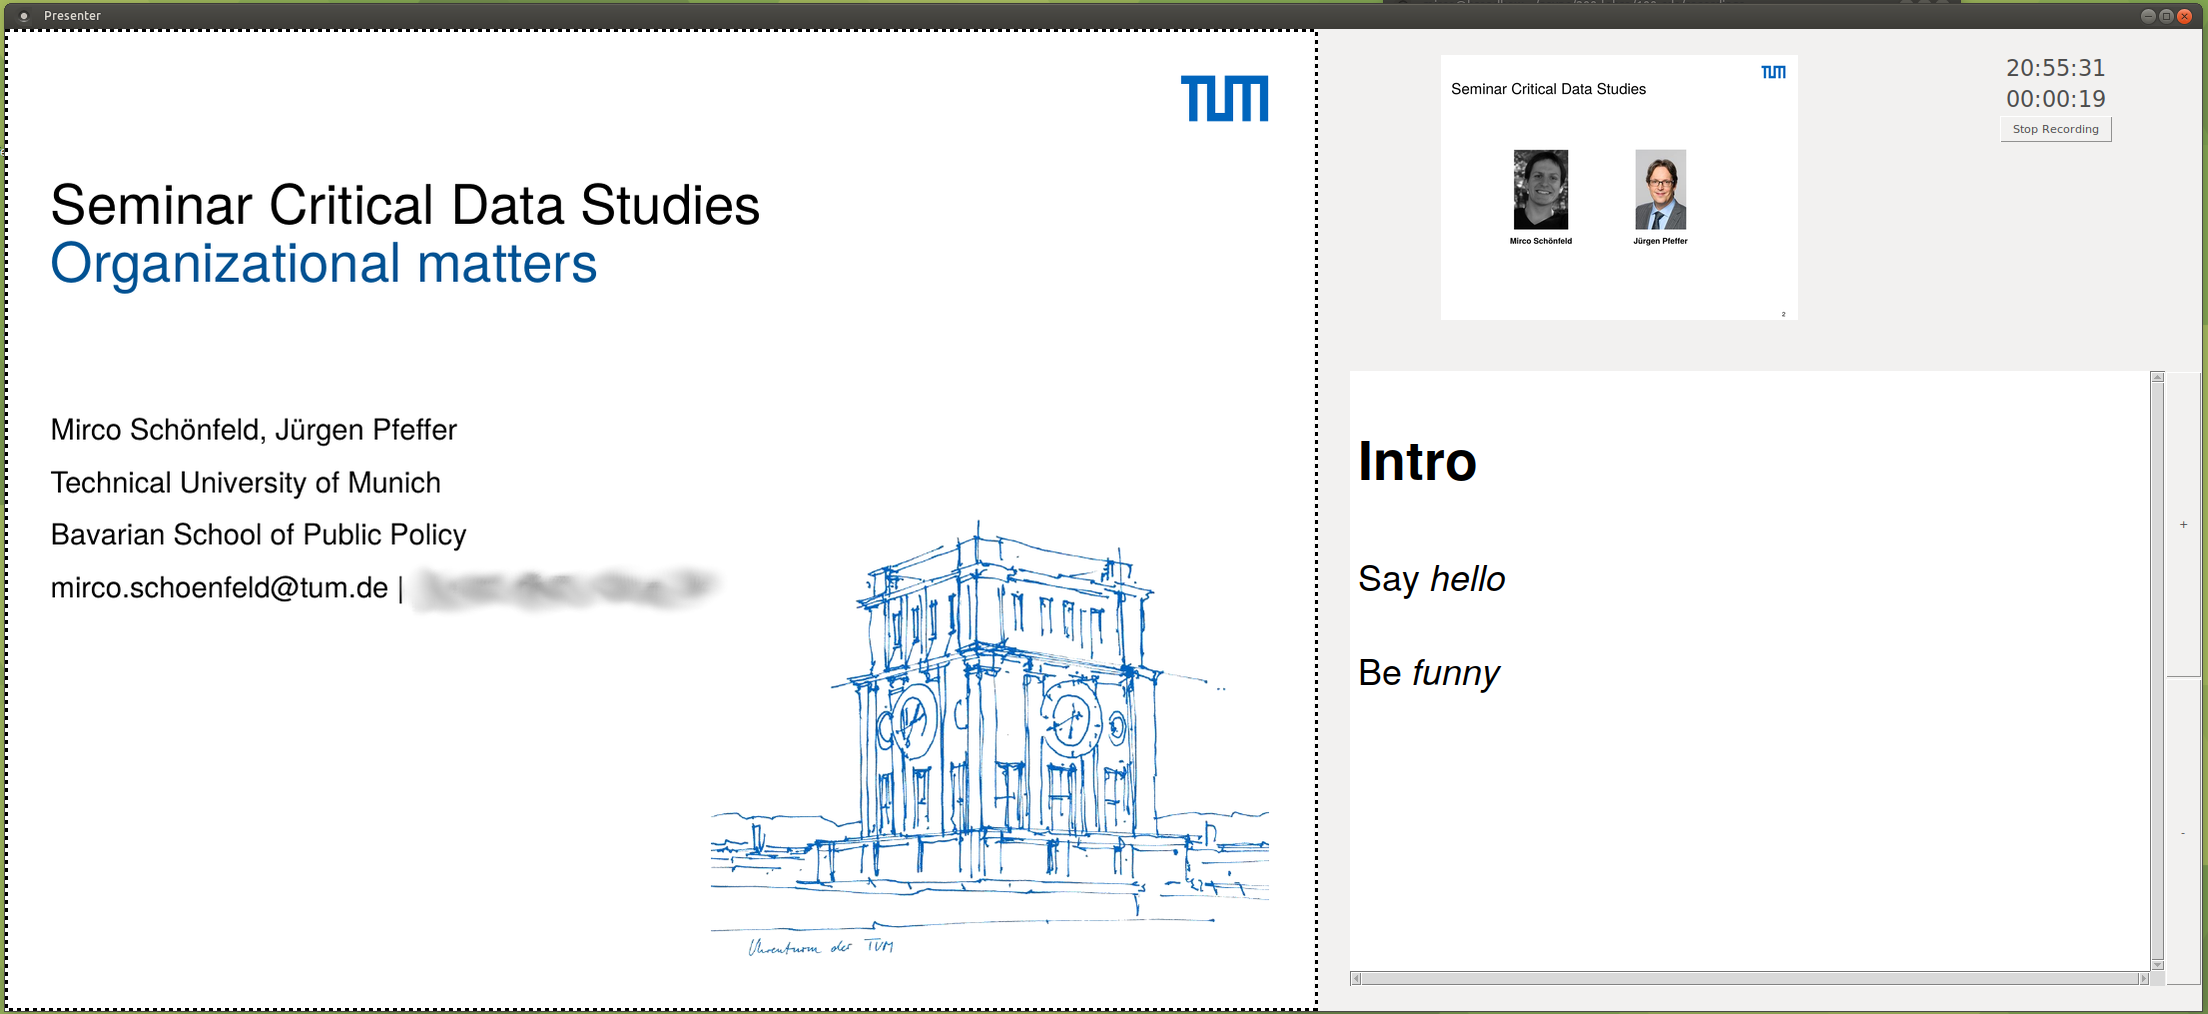 Presenter
TUM
Seminar Critical Data Studies
Organizational matters
Mirco Schönfeld, Jürgen Pfeffer
Technical University of Munich
Bavarian School of Public Policy
mirco.schoenfeld@tum.de |
Uhrenturm der TUM
TUM
Seminar Critical Data Studies
Mirco Schönfeld
Jürgen Pfeffer
2
20:55:31
00:00:19
Stop Recording
Intro
Say hello
Be funny
+
-